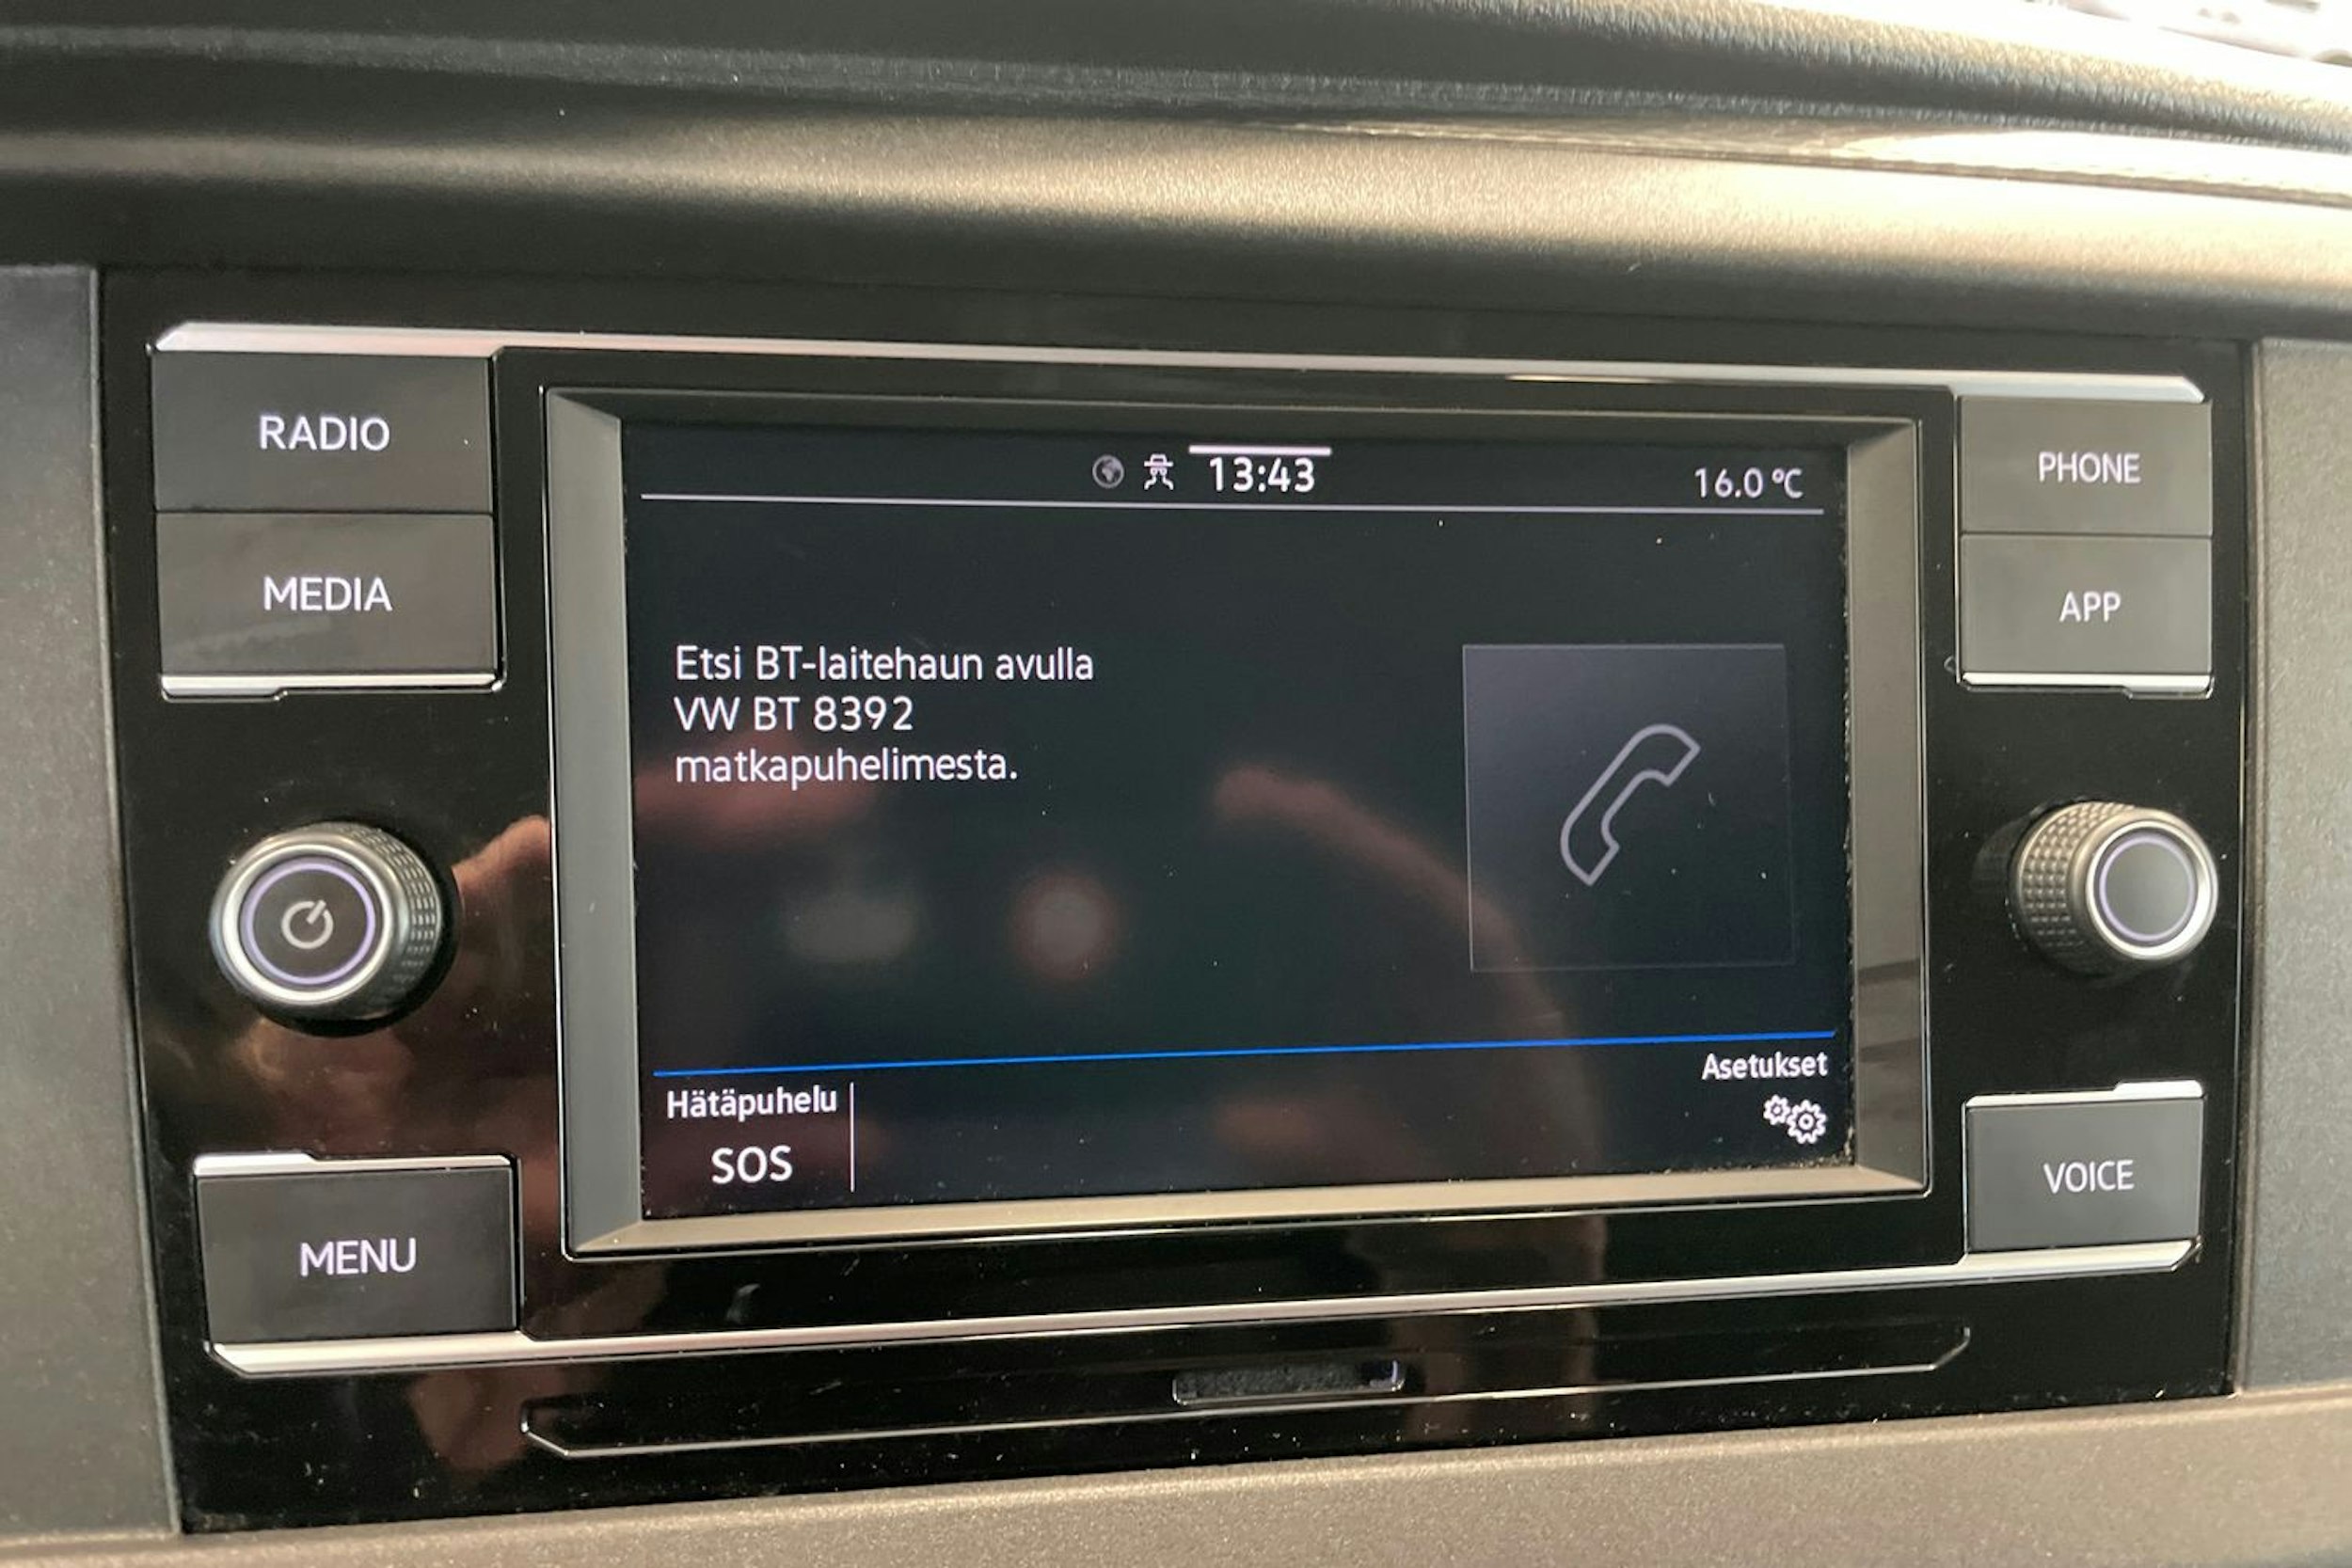 RADIO
MEDIA
MENU
13:43
16.0 °C
Etsi BT-laitehaun avulla
VW BT 8392
matkapuhelimesta.
Hätäpuhelu
SOS
Asetukset
PHONE
APP
VOICE